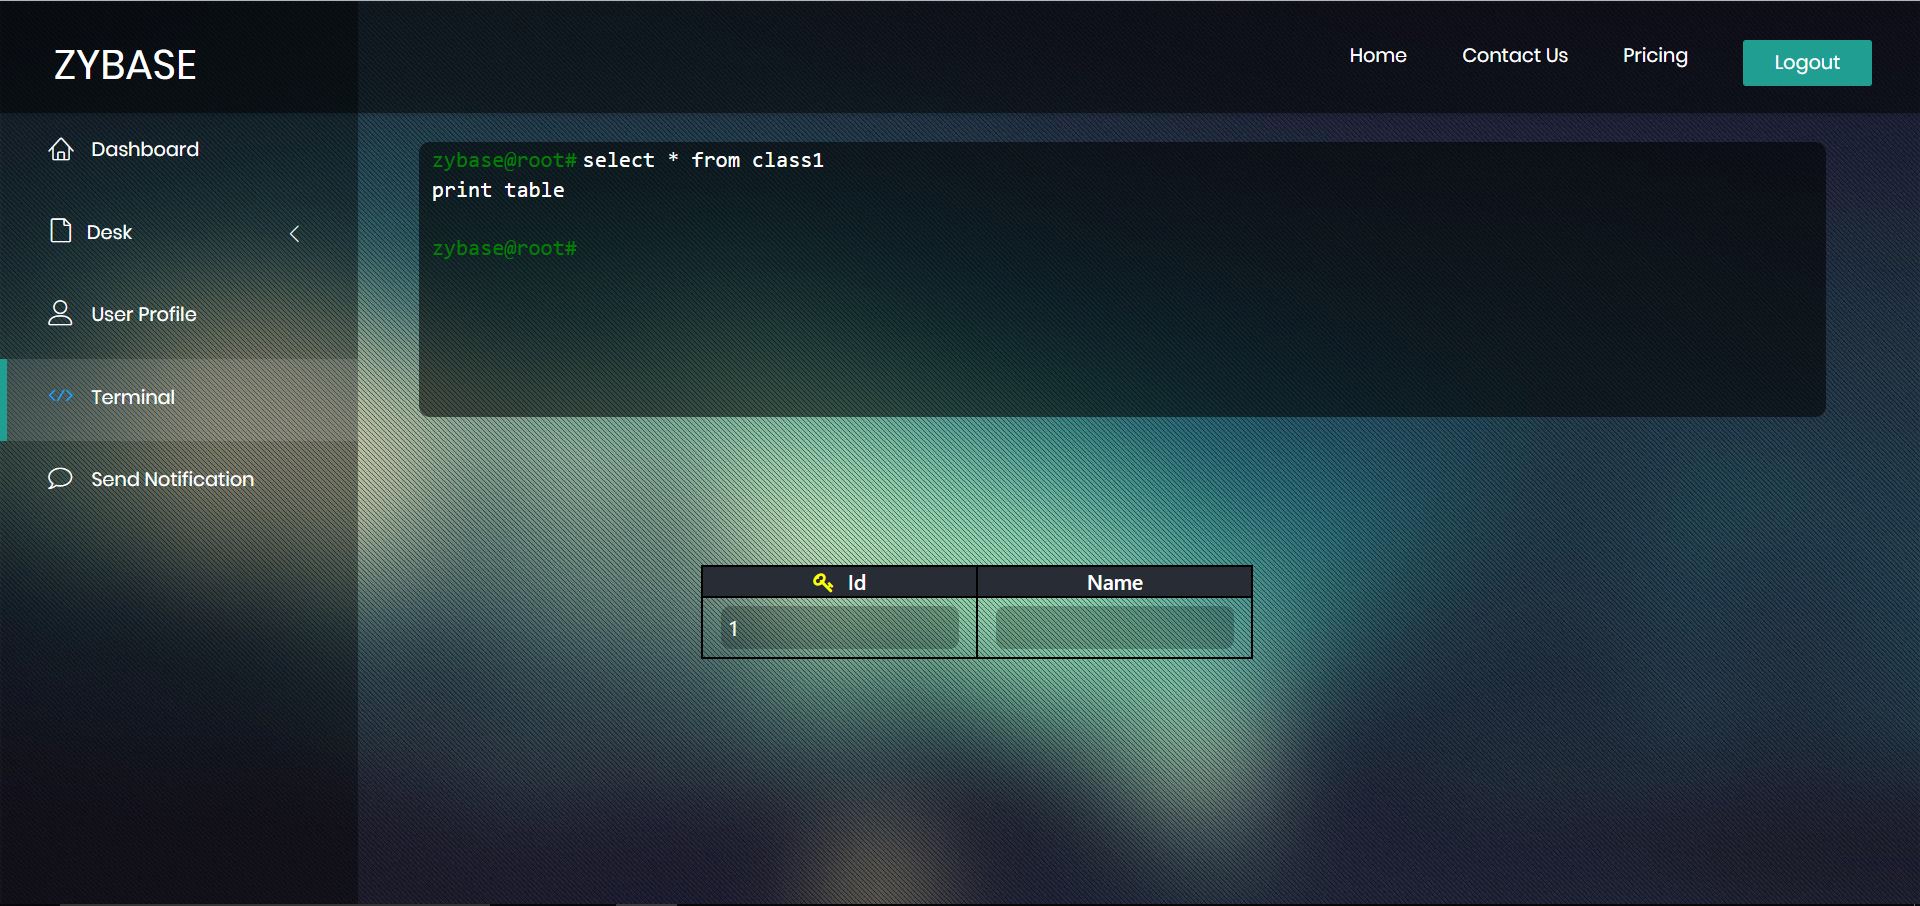 ZYBASE
Home
Contact Us
Pricing
Logout
Dashboard
Desk
User Profile
Terminal
Send Notification
zybase@root# select * from class1
print table
zybase@root#
Id
Name
1